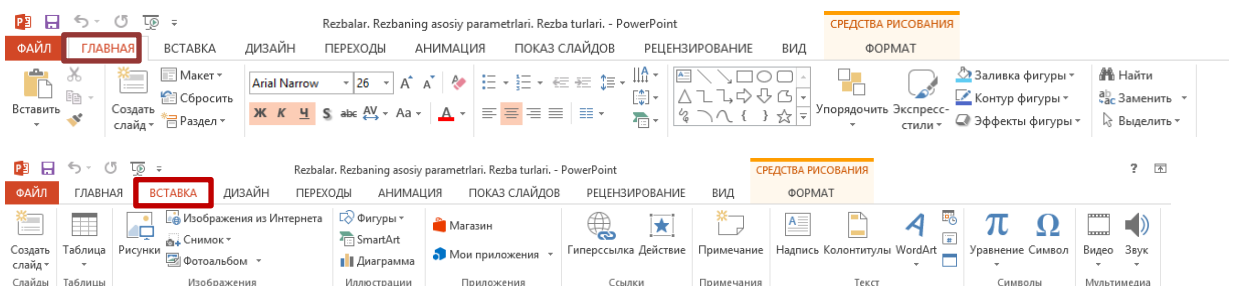 Rezbalar. Rezbaning asosiy parametrlari. Rezba turlari. - PowerPoint СРЕДСТВА РИСОВАНИЯ
ФАЙЛ ГЛАВНАЯ ВСТАВКА ДИЗАЙН ПЕРЕХОДЫ АНИМАЦИЯ ПОКАЗ СЛАЙДОВ РЕЦЕНЗИРОВАНИЕ ВИД ФОРМАТ
Вставить
Создать слайд
Макет
Сбросить
Раздел
Arial Narrow 26
Ж К Ч S abc AV Aa A
Упорядочить Экспресс-стили
Заливка фигуры
Контур фигуры
Эффекты фигуры
Найти
Заменить
Выделить
Rezbalar. Rezbaning asosiy parametrlari. Rezba turlari. - PowerPoint СРЕДСТВА РИСОВАНИЯ ?
ФАЙЛ ГЛАВНАЯ ВСТАВКА ДИЗАЙН ПЕРЕХОДЫ АНИМАЦИЯ ПОКАЗ СЛАЙДОВ РЕЦЕНЗИРОВАНИЕ ВИД ФОРМАТ
Создать слайд
Таблица
Рисунки
Изображения из Интернета
Снимок
Фотоальбом
Фигуры
SmartArt
Диаграмма
Магазин
Мои приложения
Гиперссылка Действие
Примечание
Надпись Колонтитулы WordArt
π Ω
Уравнение Символ
Видео Звук
Слайды Таблицы Изображения Иллюстрации Приложения Ссылки Примечания Текст Символы Мультимедиа